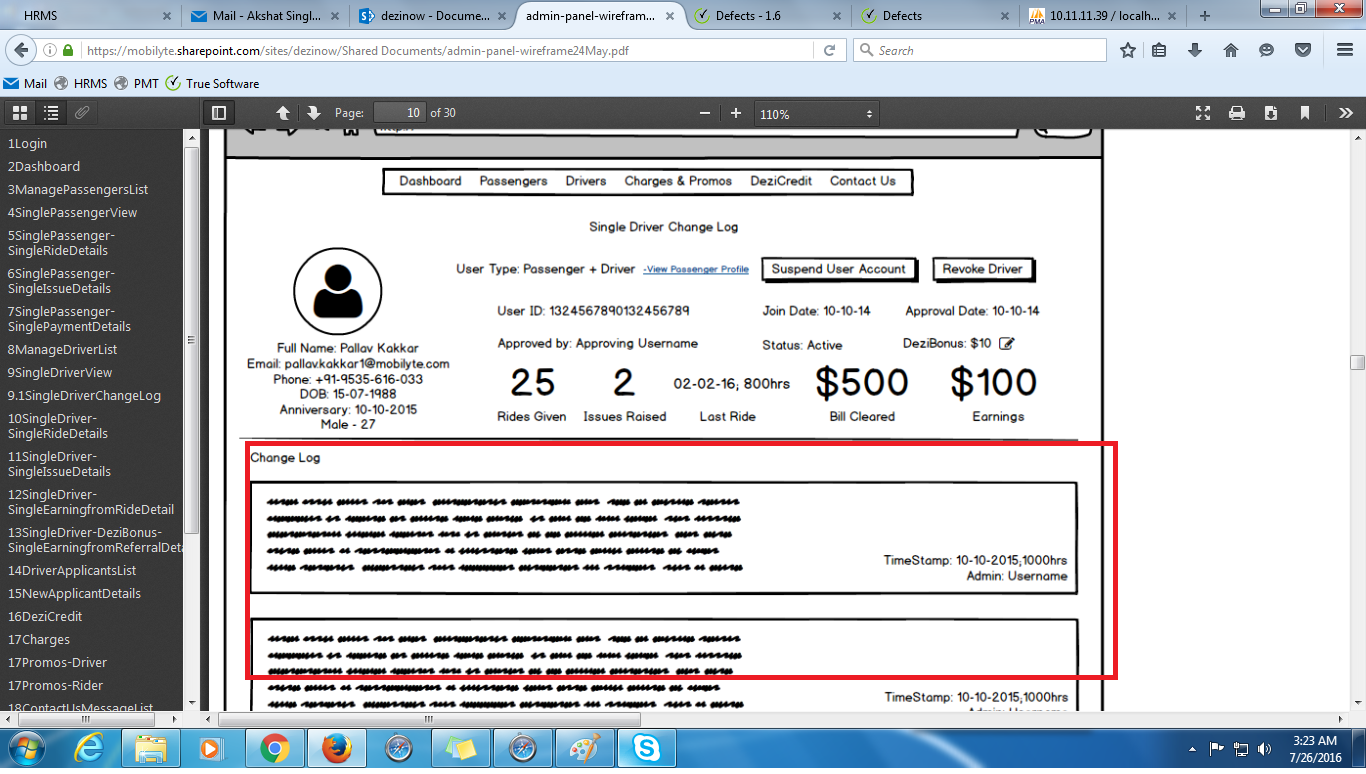 HRMS
Mail - Akshat Singl...
dezinow - Docume...
admin-panel-wirefram...
Defects - 1.6
Defects
10.11.11.39 / localh...
https://mobilyte.sharepoint.com/sites/dezinow/Shared Documents/admin-panel-wireframe24May.pdf
Search
Mail HRMS PMT True Software
Page: 10 of 30
110%
1Login
2Dashboard
3ManagePassengersList
4SinglePassengerView
5SinglePassenger-
SingleRideDetails
6SinglePassenger-
SingleIssueDetails
7SinglePassenger-
SinglePaymentDetails
8ManageDriverList
9SingleDriverView
9.1SingleDriverChangeLog
10SingleDriver-
SingleRideDetails
11SingleDriver-
SingleIssueDetails
12SingleDriver-
SingleEarningfromRideDetail
13SingleDriver-DeziBonus-
SingleEarningfromReferralDeta
14DriverApplicantsList
15NewApplicantDetails
16DeziCredit
17Charges
17Promos-Driver
17Promos-Rider
18ContactUsMessageList
Dashboard Passengers Drivers Charges & Promos DeziCredit Contact Us
Single Driver Change Log
User Type: Passenger + Driver -View Passenger Profile Suspend User Account Revoke Driver
User ID: 1324567890132456789 Join Date: 10-10-14 Approval Date: 10-10-14
Approved by: Approving Username Status: Active DeziBonus: $10
Full Name: Pallav Kakkar
Email: pallav.kakkar1@mobilyte.com
Phone: +91-9535-616-033
DOB: 15-07-1988
Anniversary: 10-10-2015
Male - 27
25 2 02-02-16; 800hrs $500 $100
Rides Given Issues Raised Last Ride Bill Cleared Earnings
Change Log
TimeStamp: 10-10-2015,1000hrs
Admin: Username
TimeStamp: 10-10-2015,1000hrs
3:23 AM
7/26/2016